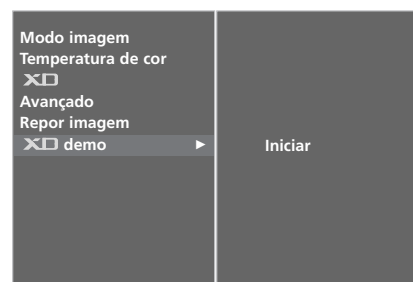 Modo imagem
Temperatura de cor
XD
Avançado
Repor imagem
XD demo ►
Iniciar